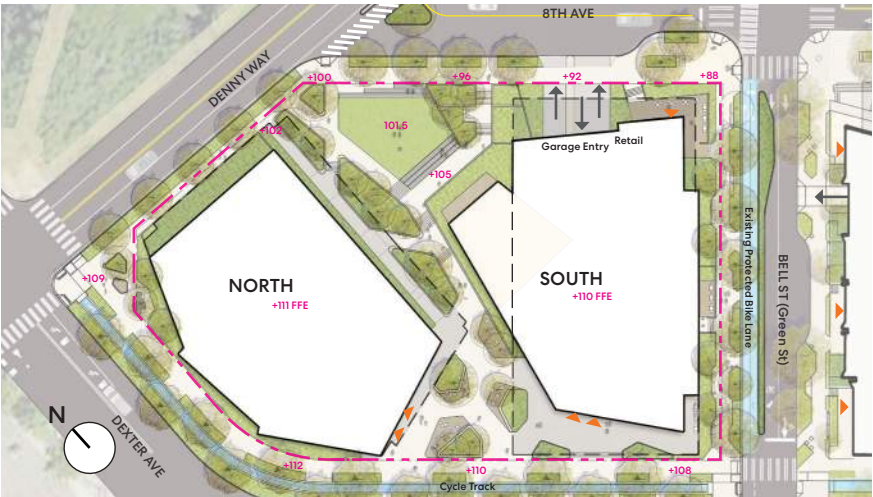 8TH AVE
DENNY WAY
+100
+96
+92
+88
+102
101.5
Garage Entry
Retail
+105
NORTH
+111 FFE
SOUTH
+110 FFE
+109
Existing Protected Bike Lane
BELL ST (Green St)
N
DEXTER AVE
+112
+110
+108
Cycle Track